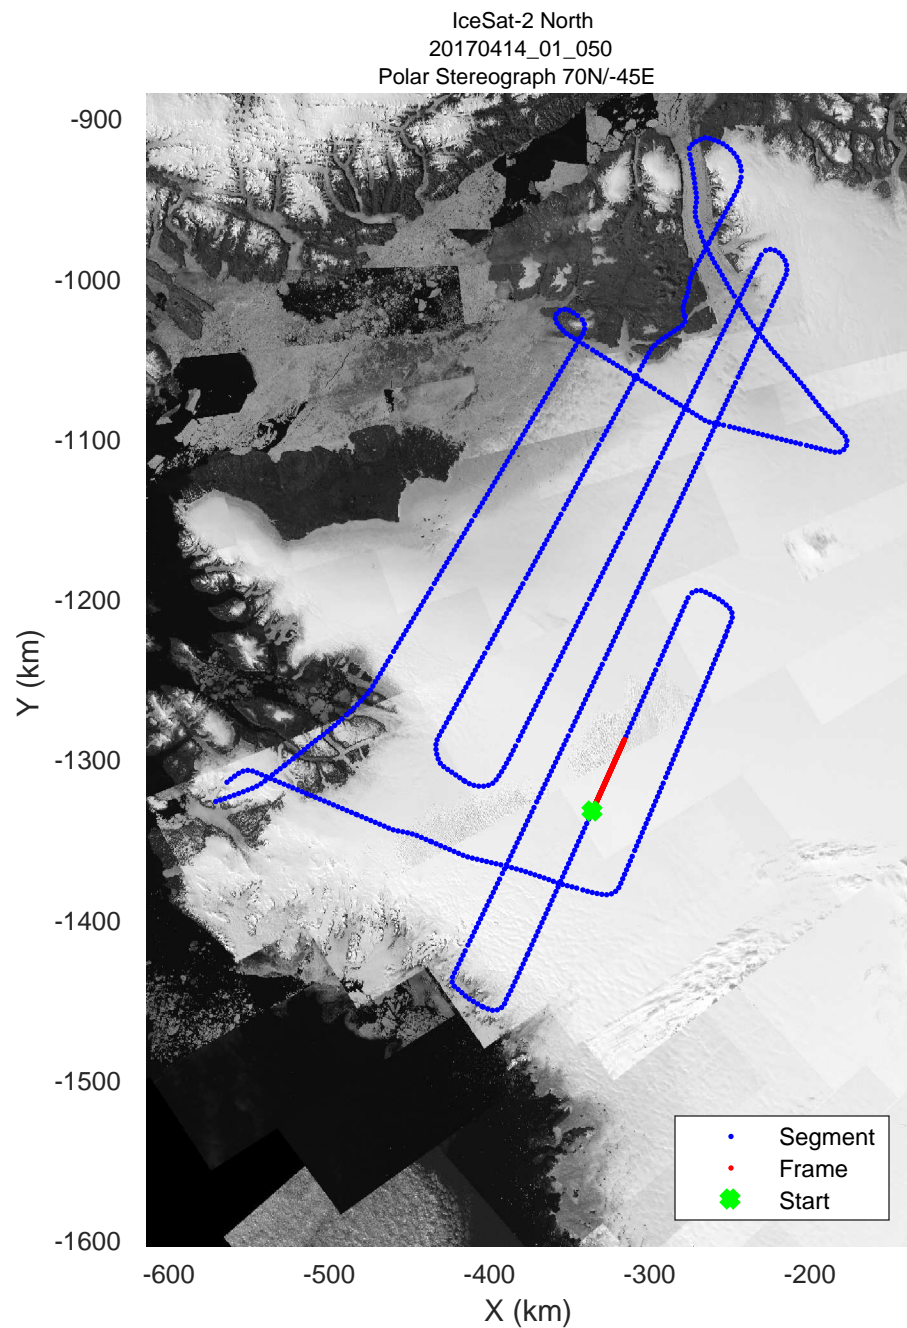 IceSat-2 North
20170414_01_050
Polar Stereograph 70N/-45E
-900
-1000
-1100
-1200
-1300
-1400
-1500
-1600
Y (km)
Segment
Frame
Start
-600 -500 -400 -300 -200
X (km)